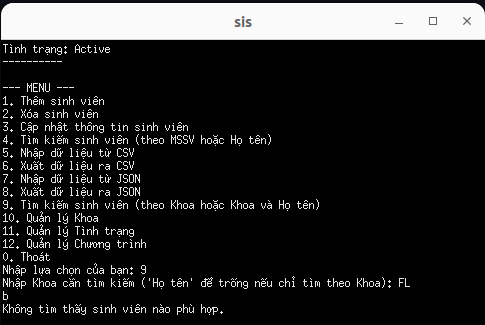 sis
Tình trạng: Active
----------
--- MENU ---
1. Thêm sinh viên
2. Xóa sinh viên
3. Cập nhật thông tin sinh viên
4. Tìm kiếm sinh viên (theo MSSV hoặc Họ tên)
5. Nhập dữ liệu từ CSV
6. Xuất dữ liệu ra CSV
7. Nhập dữ liệu từ JSON
8. Xuất dữ liệu ra JSON
9. Tìm kiếm sinh viên (theo Khoa hoặc Khoa và Họ tên)
10. Quản lý Khoa
11. Quản lý Tình trạng
12. Quản lý Chương trình
0. Thoát
Nhập lựa chọn của bạn: 9
Nhập Khoa cần tìm kiếm ('Họ tên' để trống nếu chỉ tìm theo Khoa): FL
b
Không tìm thấy sinh viên nào phù hợp.